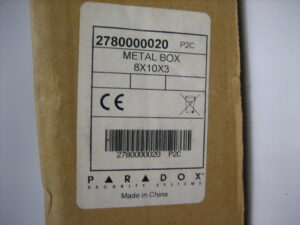 2780000020 P2C
METAL BOX
8X10X3
CE
2780000020 P2C
PARADOX
SECURITY SYSTEMS
Made in China